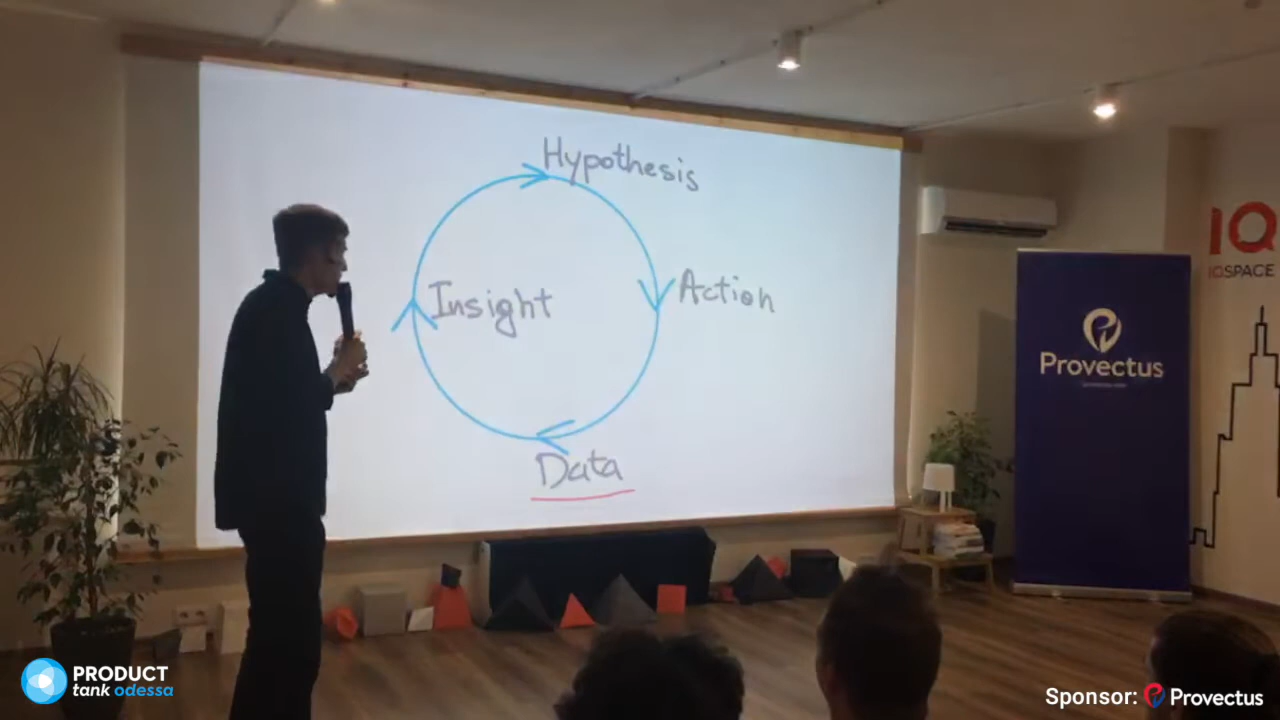 Hypothesis
Insight
Action
Data
IQ
IQSPACE
Provectus
PRODUCT
tank odessa
Sponsor: Provectus